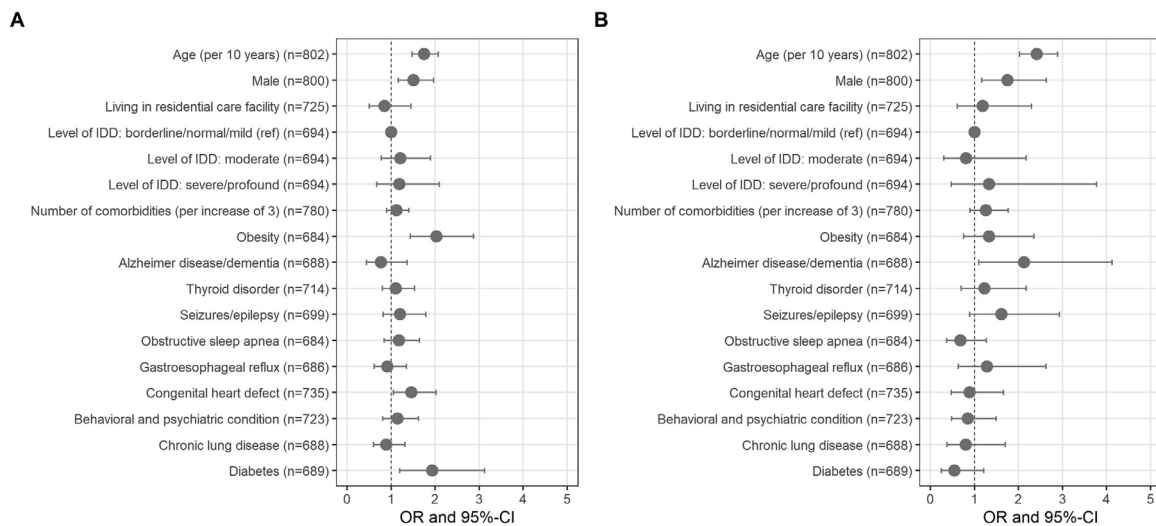 A
Age (per 10 years) (n=802)
Male (n=800)
Living in residential care facility (n=725)
Level of IDD: borderline/normal/mild (ref) (n=694)
Level of IDD: moderate (n=694)
Level of IDD: severe/profound (n=694)
Number of comorbidities (per increase of 3) (n=780)
Obesity (n=684)
Alzheimer disease/dementia (n=688)
Thyroid disorder (n=714)
Seizures/epilepsy (n=699)
Obstructive sleep apnea (n=684)
Gastroesophageal reflux (n=686)
Congenital heart defect (n=735)
Behavioral and psychiatric condition (n=723)
Chronic lung disease (n=688)
Diabetes (n=689)
0 1 2 3 4 5
OR and 95%-CI
B
Age (per 10 years) (n=802)
Male (n=800)
Living in residential care facility (n=725)
Level of IDD: borderline/normal/mild (ref) (n=694)
Level of IDD: moderate (n=694)
Level of IDD: severe/profound (n=694)
Number of comorbidities (per increase of 3) (n=780)
Obesity (n=684)
Alzheimer disease/dementia (n=688)
Thyroid disorder (n=714)
Seizures/epilepsy (n=699)
Obstructive sleep apnea (n=684)
Gastroesophageal reflux (n=686)
Congenital heart defect (n=735)
Behavioral and psychiatric condition (n=723)
Chronic lung disease (n=688)
Diabetes (n=689)
0 1 2 3 4 5
OR and 95%-CI